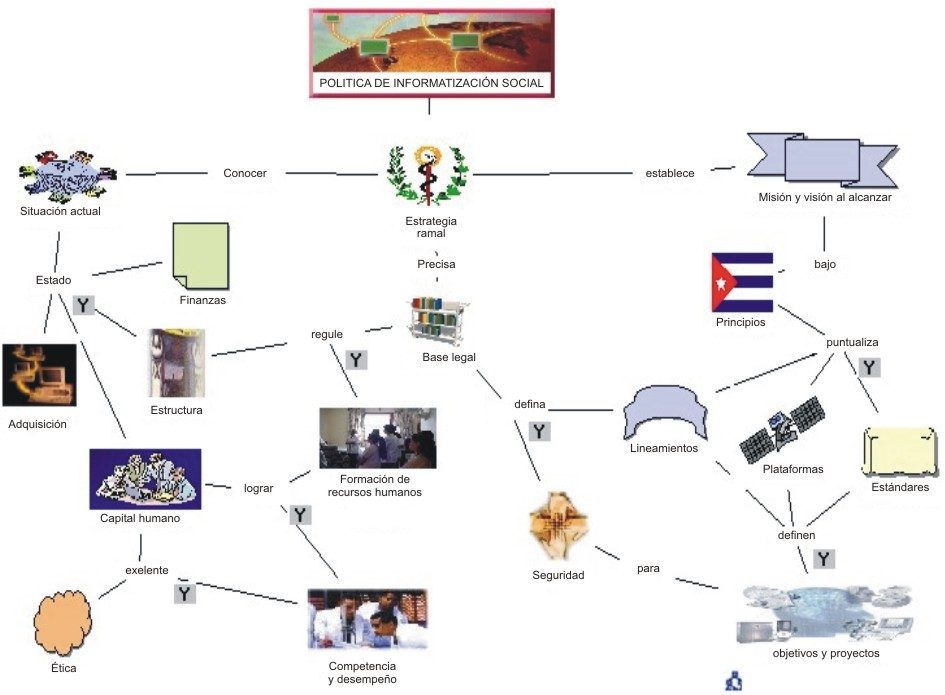 POLITICA DE INFORMATIZACIÓN SOCIAL
Situación actual
Conocer
Estrategia
ramal
establece
Misión y visión al alcanzar
Estado
Y
Finanzas
Precisa
bajo
Principios
Adquisición
Estructura
regule
Y
Base legal
puntualiza
Y
defina
Y
Lineamientos
Plataformas
Estándares
Capital humano
lograr
Y
Formación de
recursos humanos
definen
Y
exelente
Y
Seguridad
para
Ética
Competencia
y desempeño
objetivos y proyectos